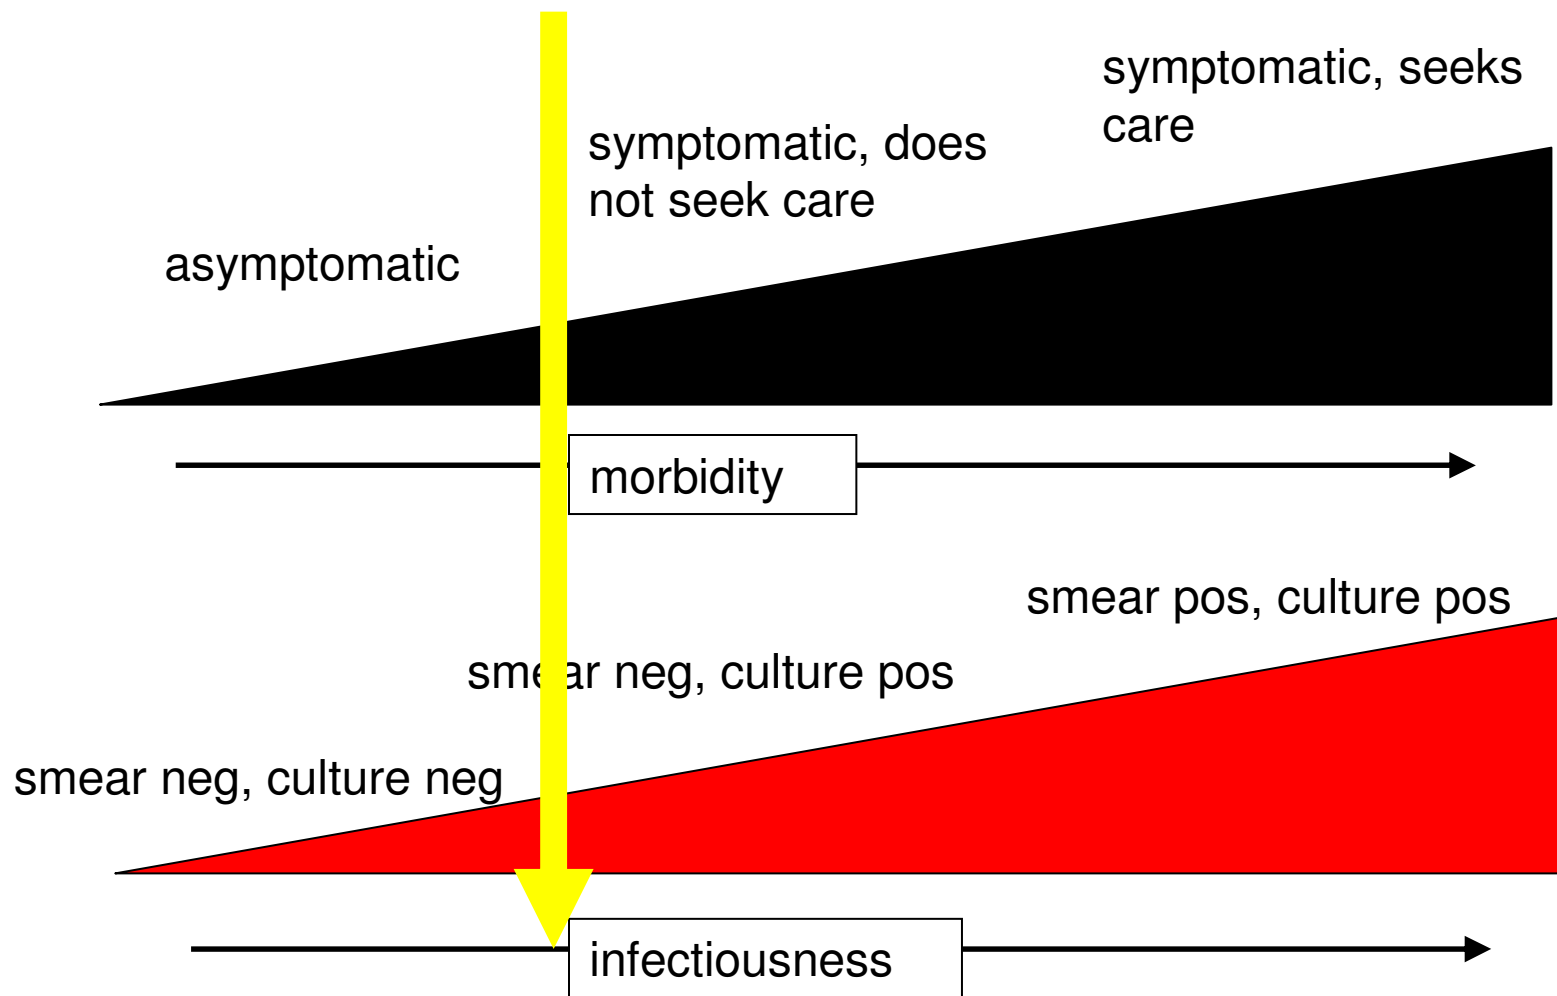 symptomatic, seeks
care
symptomatic, does
not seek care
asymptomatic
morbidity
smear pos, culture pos
smear neg, culture pos
smear neg, culture neg
infectiousness